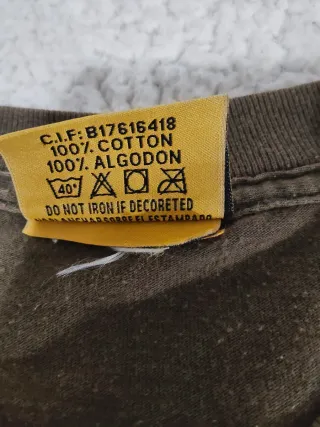 C.I.F: B17616418
100% COTTON
100% ALGODON
40°
DO NOT IRON IF DECORETED
NO PLANCHAR SOBRE EL ESTAMPADO